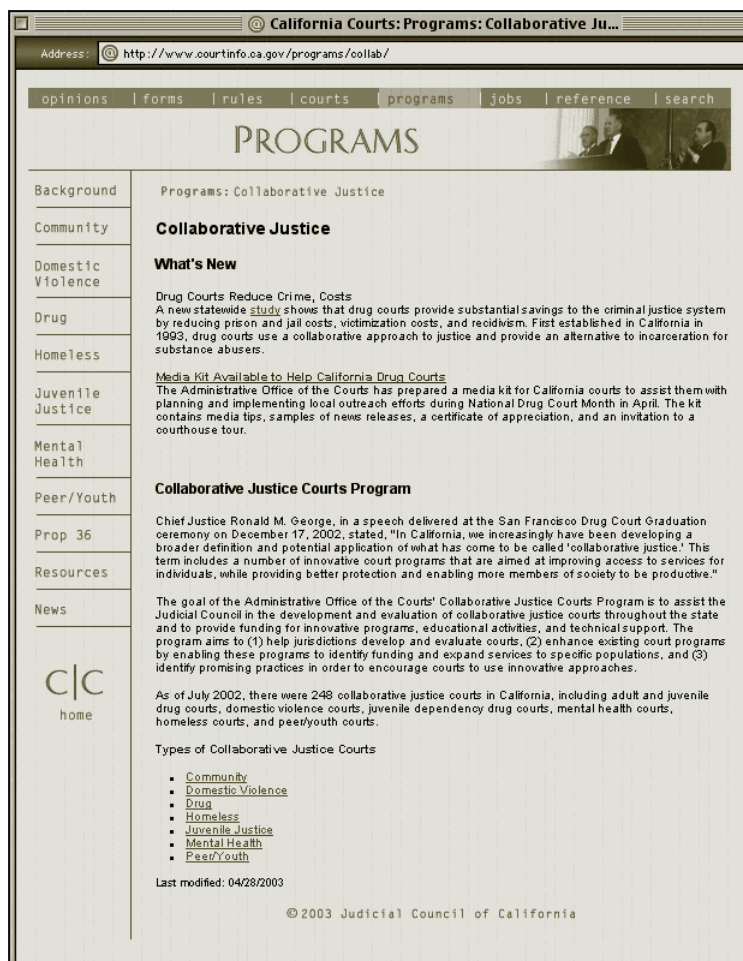 California Courts: Programs: Collaborative Ju...
Address: http://www.courtinfo.ca.gov/programs/collab/
opinions | forms | rules | courts | programs | jobs | reference | search
PROGRAMS
Background
Community
Domestic
Violence
Drug
Homeless
Juvenile
Justice
Mental
Health
Peer/Youth
Prop 36
Resources
News
C|C
home
Programs: Collaborative Justice
Collaborative Justice
What's New
Drug Courts Reduce Crime, Costs
A new statewide study shows that drug courts provide substantial savings to the criminal justice system
by reducing prison and jail costs, victimization costs, and recidivism. First established in California in
1993, drug courts use a collaborative approach to justice and provide an alternative to incarceration for
substance abusers.
Media Kit Available to Help California Drug Courts
The Administrative Office of the Courts has prepared a media kit for California courts to assist them with
planning and implementing local outreach efforts during National Drug Court Month in April. The kit
contains media tips, samples of news releases, a certificate of appreciation, and an invitation to a
courthouse tour.
Collaborative Justice Courts Program
Chief Justice Ronald M. George, in a speech delivered at the San Francisco Drug Court Graduation
ceremony on December 17, 2002, stated, "In California, we increasingly have been developing a
broader definition and potential application of what has come to be called 'collaborative justice.' This
term includes a number of innovative court programs that are aimed at improving access to services for
individuals, while providing better protection and enabling more members of society to be productive."
The goal of the Administrative Office of the Courts' Collaborative Justice Courts Program is to assist the
Judicial Council in the development and evaluation of collaborative justice courts throughout the state
and to provide funding for innovative programs, educational activities, and technical support. The
program aims to (1) help jurisdictions develop and evaluate courts, (2) enhance existing court programs
by enabling these programs to identify funding and expand services to specific populations, and (3)
identify promising practices in order to encourage courts to use innovative approaches.
As of July 2002, there were 248 collaborative justice courts in California, including adult and juvenile
drug courts, domestic violence courts, juvenile dependency drug courts, mental health courts,
homeless courts, and peer/youth courts.
Types of Collaborative Justice Courts
Community
Domestic Violence
Drug
Homeless
Juvenile Justice
Mental Health
Peer/Youth
Last modified: 04/28/2003
©2003 Judicial Council of California